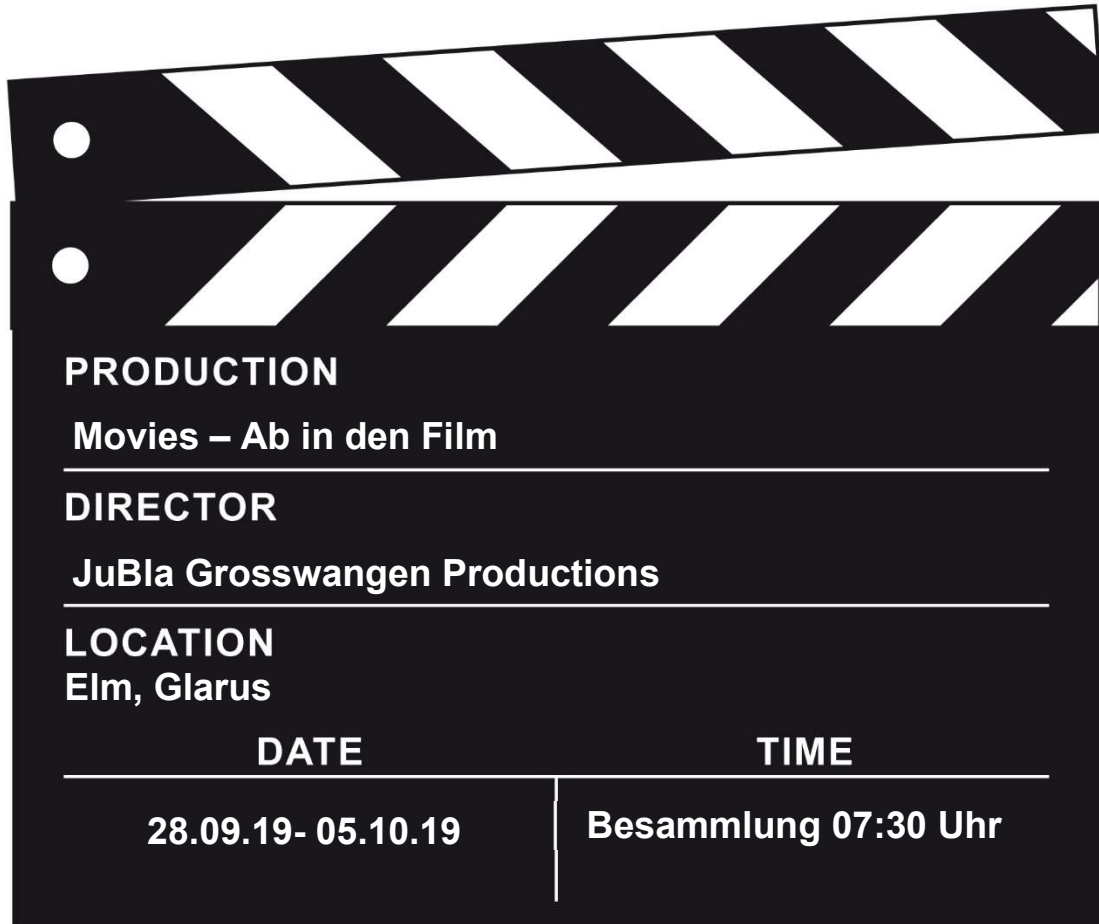 PRODUCTION
Movies – Ab in den Film
DIRECTOR
JuBla Grosswangen Productions
LOCATION
Elm, Glarus
DATE
TIME
28.09.19- 05.10.19
Besammlung 07:30 Uhr